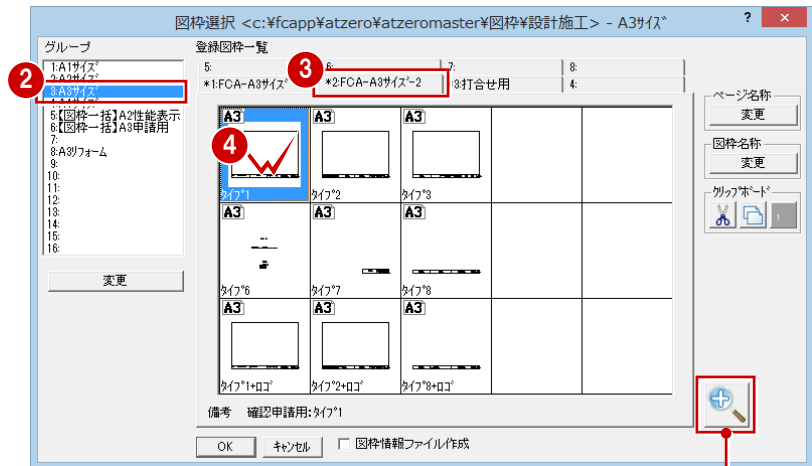 図枠選択 <c:¥fcapp¥atzero¥atzeromaster¥図枠¥設計施工> - A3ｻｲｽﾞ
? ×
グループ
1:A1ｻｲｽﾞ
2:A2ｻｲｽﾞ
3:A3ｻｲｽﾞ
5:【図枠一括】A2性能表示
6:【図枠一括】A3申請用
7:
8:A3ﾘﾌｫｰﾑ
9:
10:
11:
12:
13:
14:
15:
16:
変更
2
登録図枠一覧
5: 6: 7: 8:
*1:FCA-A3ｻｲｽﾞ *2:FCA-A3ｻｲｽﾞ-2 *3:打合せ用 4:
3
4
A3 A3 A3
ﾀｲﾌﾟ1 ﾀｲﾌﾟ2 ﾀｲﾌﾟ3
A3 A3 A3
ﾀｲﾌﾟ6 ﾀｲﾌﾟ7 ﾀｲﾌﾟ8
A3 A3 A3
ﾀｲﾌﾟ1+ﾛｺﾞ ﾀｲﾌﾟ2+ﾛｺﾞ ﾀｲﾌﾟ8+ﾛｺﾞ
備考 確認申請用:ﾀｲﾌﾟ1
OK ｷｬﾝｾﾙ 図枠情報ファイル作成
ページ名称
変更
図枠名称
変更
ｸﾘｯﾌﾟﾎﾞｰﾄﾞ